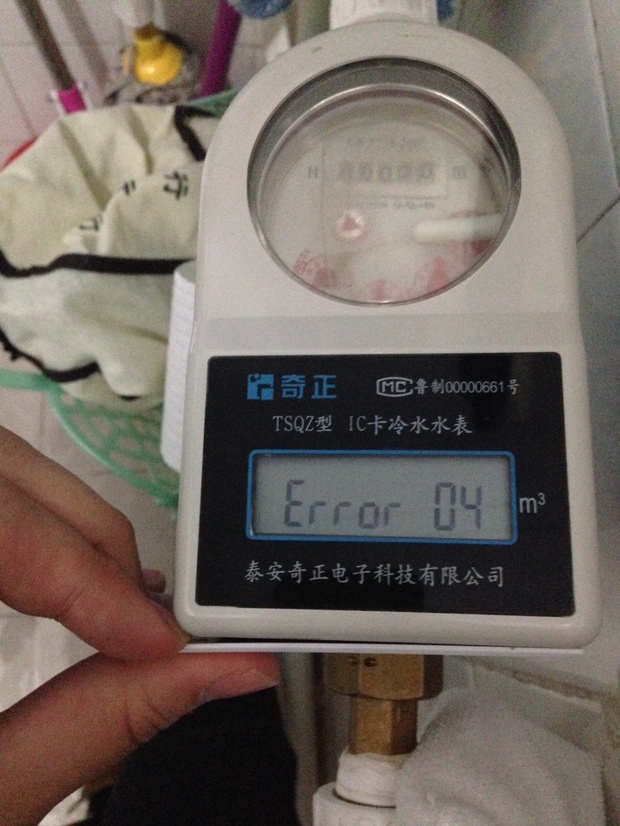 行
奇正 MC 鲁制00000661号
TSQZ型 IC卡冷水水表
Error 04 m³
泰安奇正电子科技有限公司